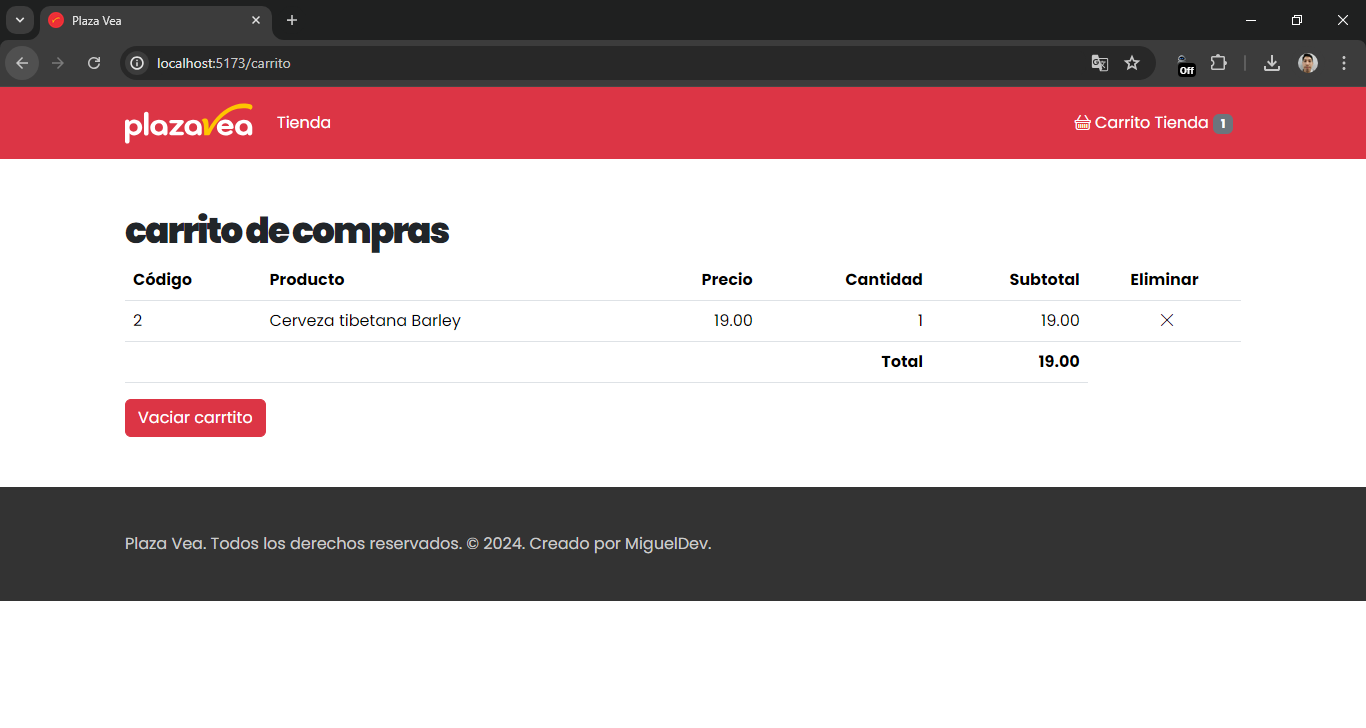 Plaza Vea
localhost:5173/carrito
Off
plazavea Tienda Carrito Tienda 1
carrito de compras
Código Producto Precio Cantidad Subtotal Eliminar
2 Cerveza tibetana Barley 19.00 1 19.00
Total 19.00
Vaciar carrtito
Plaza Vea. Todos los derechos reservados. © 2024. Creado por MiguelDev.